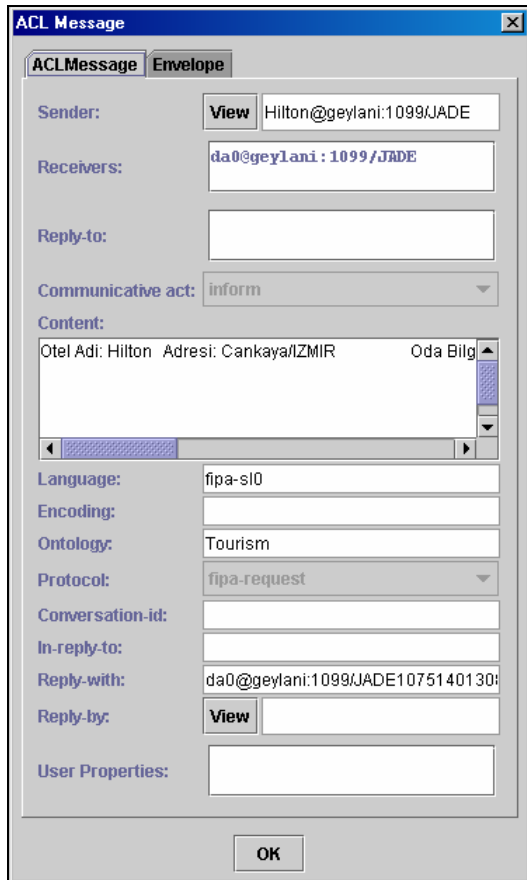 ACL Message
ACLMessage Envelope
Sender: View Hilton@geylani:1099/JADE
Receivers: da0@geylani:1099/JADE
Reply-to:
Communicative act: inform
Content:
Otel Adi: Hilton Adresi: Cankaya/IZMIR Oda Bilg
Language: fipa-sl0
Encoding:
Ontology: Tourism
Protocol: fipa-request
Conversation-id:
In-reply-to:
Reply-with: da0@geylani:1099/JADE1075140130
Reply-by: View
User Properties:
OK